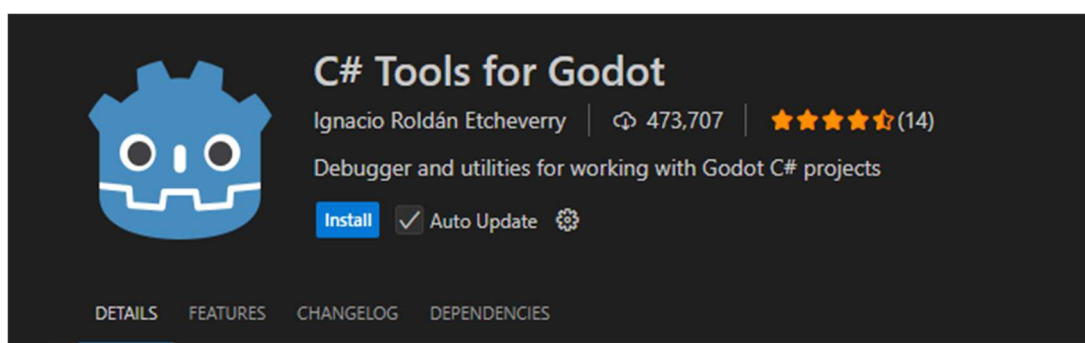 C# Tools for Godot
Ignacio Roldán Etcheverry 473,707 (14)
Debugger and utilities for working with Godot C# projects
Install Auto Update
DETAILS FEATURES CHANGELOG DEPENDENCIES